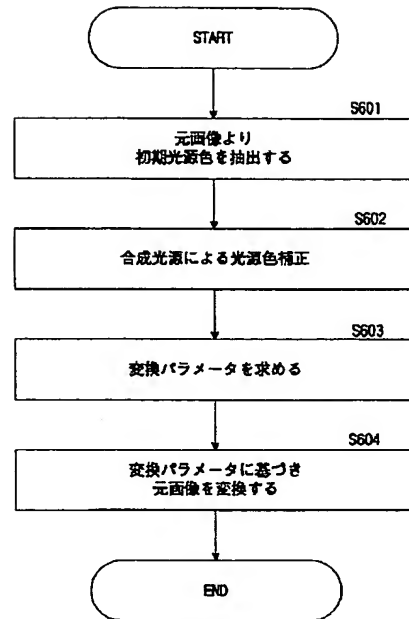 START
S601
元画像より
初期光源色を抽出する
S602
合成光源による光源色補正
S603
変換パラメータを求める
S604
変換パラメータに基づき
元画像を変換する
END